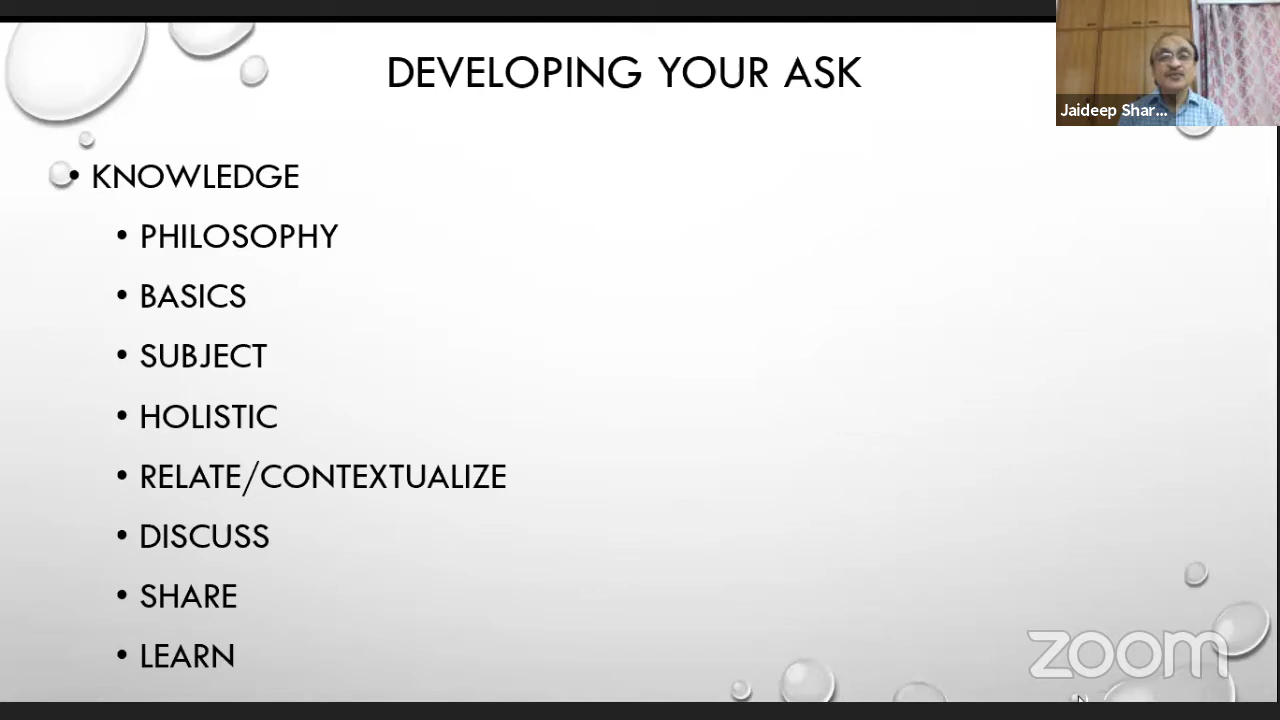 DEVELOPING YOUR ASK
Jaideep Shar...
• KNOWLEDGE
• PHILOSOPHY
• BASICS
• SUBJECT
• HOLISTIC
• RELATE/CONTEXTUALIZE
• DISCUSS
• SHARE
• LEARN
zoom